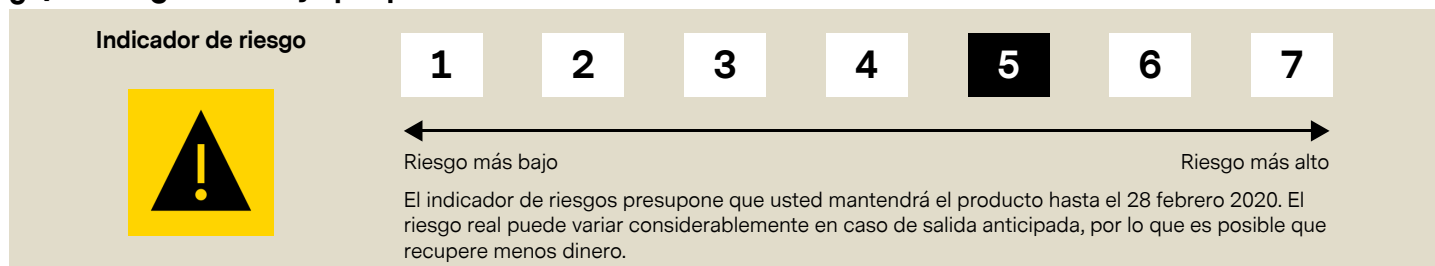 Indicador de riesgo
1 2 3 4 5 6 7
Riesgo más bajo Riesgo más alto
El indicador de riesgos presupone que usted mantendrá el producto hasta el 28 febrero 2020. El
riesgo real puede variar considerablemente en caso de salida anticipada, por lo que es posible que
recupere menos dinero.